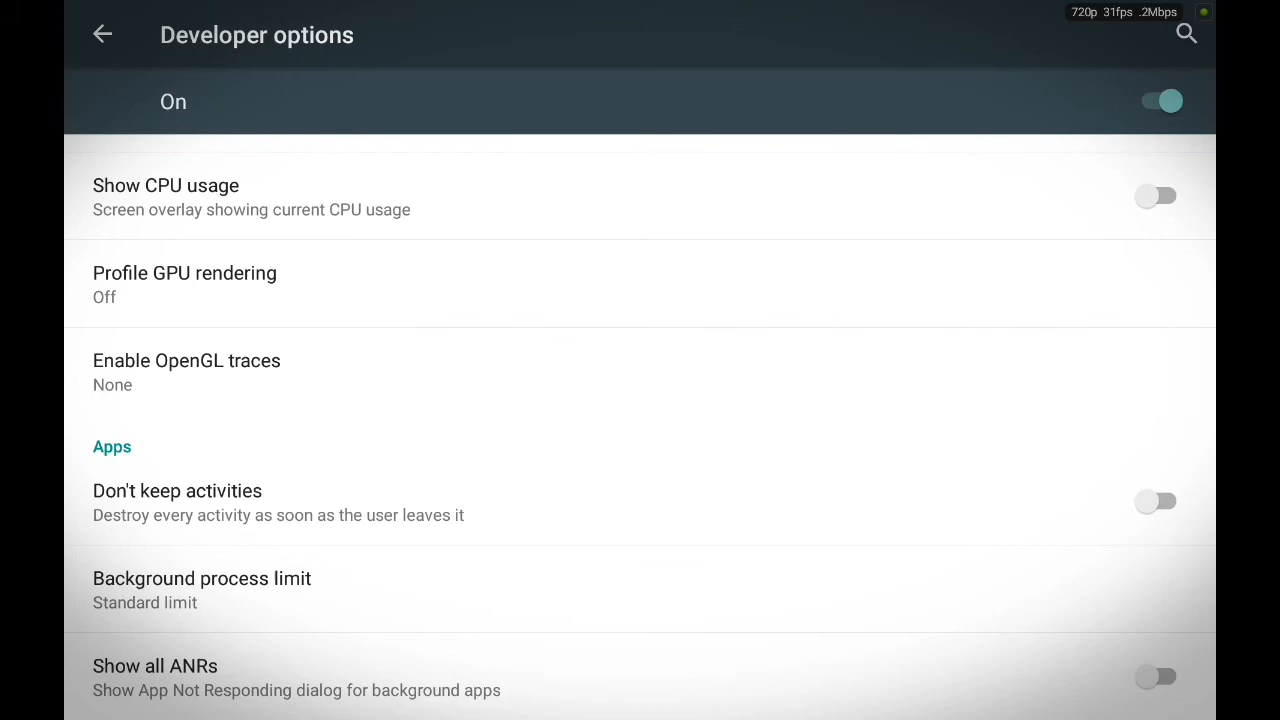 720p 31fps .2Mbps
Developer options
On
Show CPU usage
Screen overlay showing current CPU usage
Profile GPU rendering
Off
Enable OpenGL traces
None
Apps
Don't keep activities
Destroy every activity as soon as the user leaves it
Background process limit
Standard limit
Show all ANRs
Show App Not Responding dialog for background apps